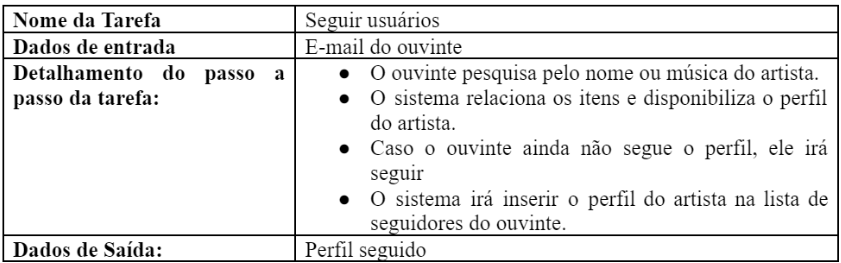 Nome da Tarefa Seguir usuários
Dados de entrada E-mail do ouvinte
Detalhamento do passo a
passo da tarefa:
● O ouvinte pesquisa pelo nome ou música do artista.
● O sistema relaciona os itens e disponibiliza o perfil
do artista.
● Caso o ouvinte ainda não segue o perfil, ele irá
seguir
● O sistema irá inserir o perfil do artista na lista de
seguidores do ouvinte.
Dados de Saída: Perfil seguido